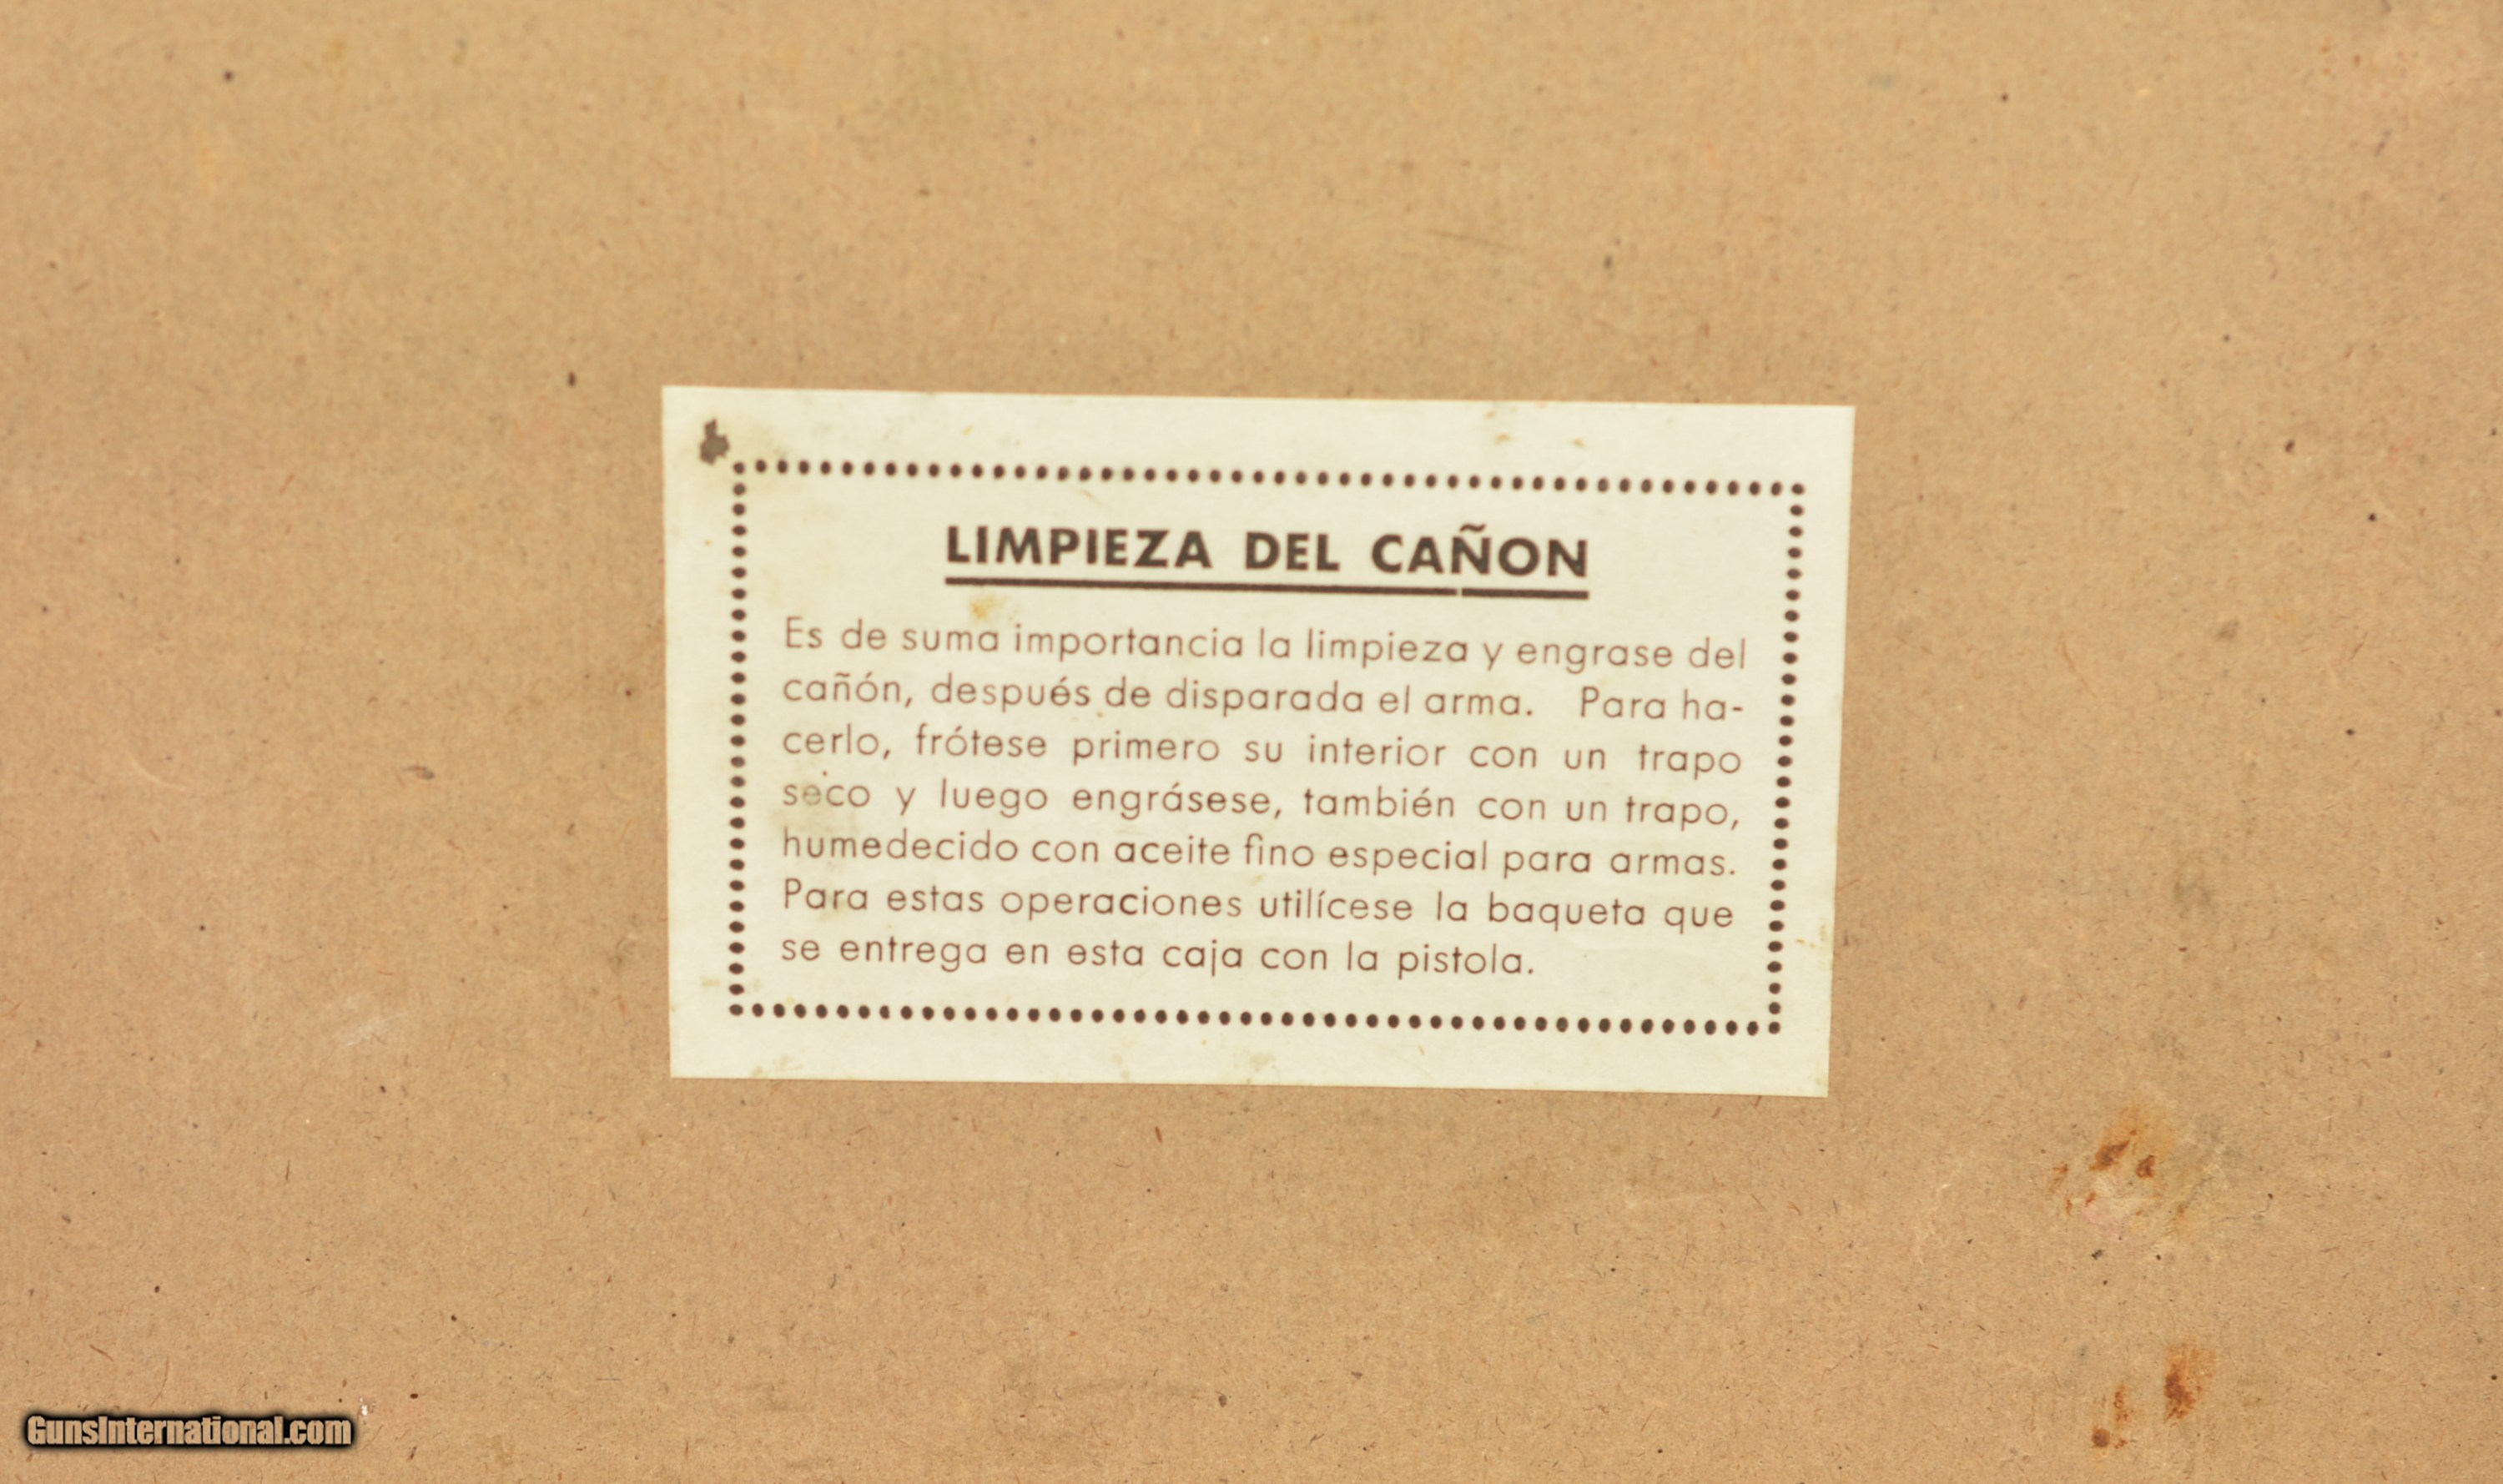 LIMPIEZA DEL CAÑON
Es de suma importancia la limpieza y engrase del
cañón, después de disparada el arma. Para ha-
cerlo, frótese primero su interior con un trapo
seco y luego engrásese, también con un trapo,
humedecido con aceite fino especial para armas.
Para estas operaciones utilícese la baqueta que
se entrega en esta caja con la pistola.
GunsInternational.com